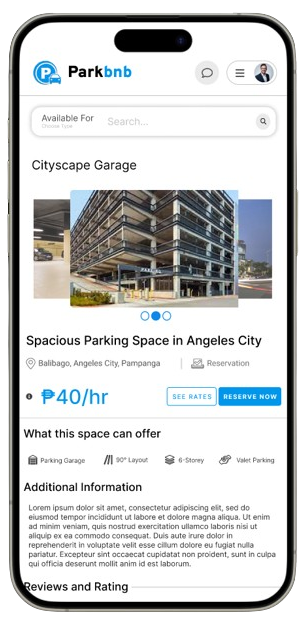 Parkbnb
Available For
Choose Type
Search...
Cityscape Garage
Spacious Parking Space in Angeles City
Balibago, Angeles City, Pampanga | Reservation
₱40/hr
SEE RATES
RESERVE NOW
What this space can offer
Parking Garage
90° Layout
6-Storey
Valet Parking
Additional Information
Lorem ipsum dolor sit amet, consectetur adipiscing elit, sed do
eiusmod tempor incididunt ut labore et dolore magna aliqua. Ut enim
ad minim veniam, quis nostrud exercitation ullamco laboris nisi ut
aliquip ex ea commodo consequat. Duis aute irure dolor in
reprehenderit in voluptate velit esse cillum dolore eu fugiat nulla
pariatur. Excepteur sint occaecat cupidatat non proident, sunt in culpa
qui officia deserunt mollit anim id est laborum.
Reviews and Rating